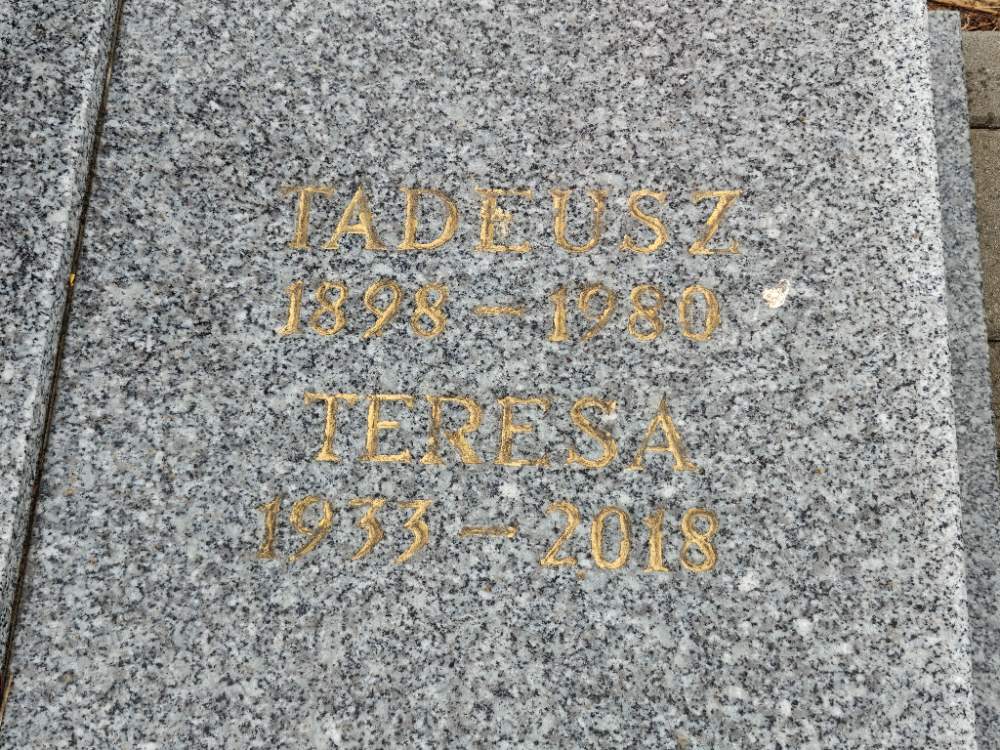 TADEUSZ
1898 – 1980
TERESA
1933 – 2018